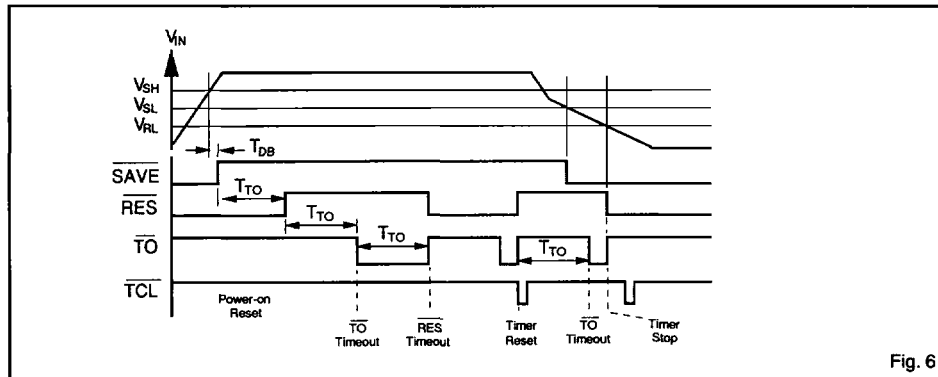 VIN
VSH
VSL
VRL
TDB
SAVE
TTO
RES
TTO
TTO
TO
TTO
TCL
Power-on
Reset
TO
Timeout
RES
Timeout
Timer
Reset
TO
Timeout
Timer
Stop
Fig. 6